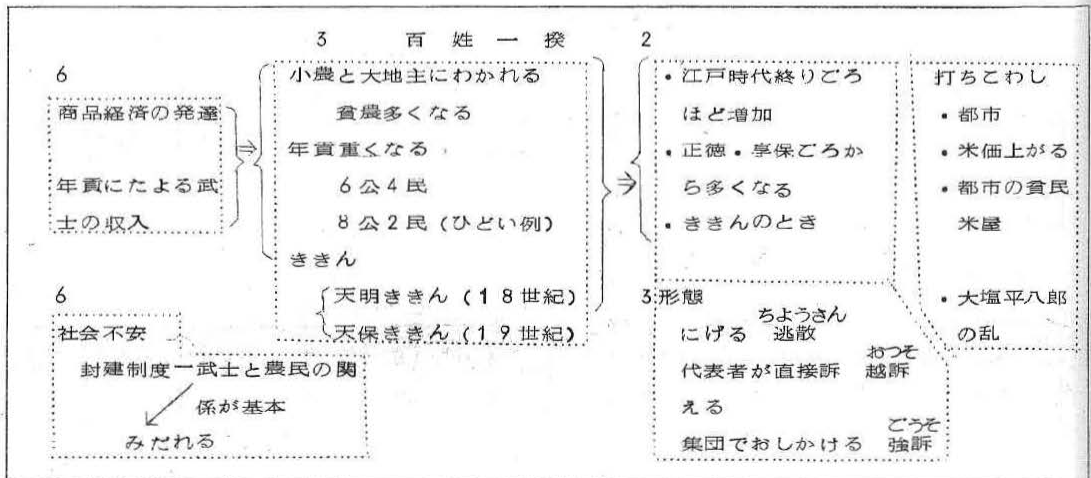 3 百姓一揆 2
6
商品経済の発達
年貢にたよる武
士の収入
小農と大地主にわかれる
貧農多くなる
年貢重くなる
6公4民
8公2民(ひどい例)
ききん
天明ききん(18世紀)
天保ききん(19世紀)
・江戸時代終りごろ
ほど増加
・正徳・享保ごろか
ら多くなる
・ききんのとき
打ちこわし
・都市
・米価上がる
・都市の貧民
米屋
・大塩平八郎
の乱
6
社会不安
封建制度―武士と農民の関
係が基本
みだれる
3 形態
ちようさん
にげる 逃散
おつそ
代表者が直接訴 越訴
える
ごうそ
集団でおしかける 強訴